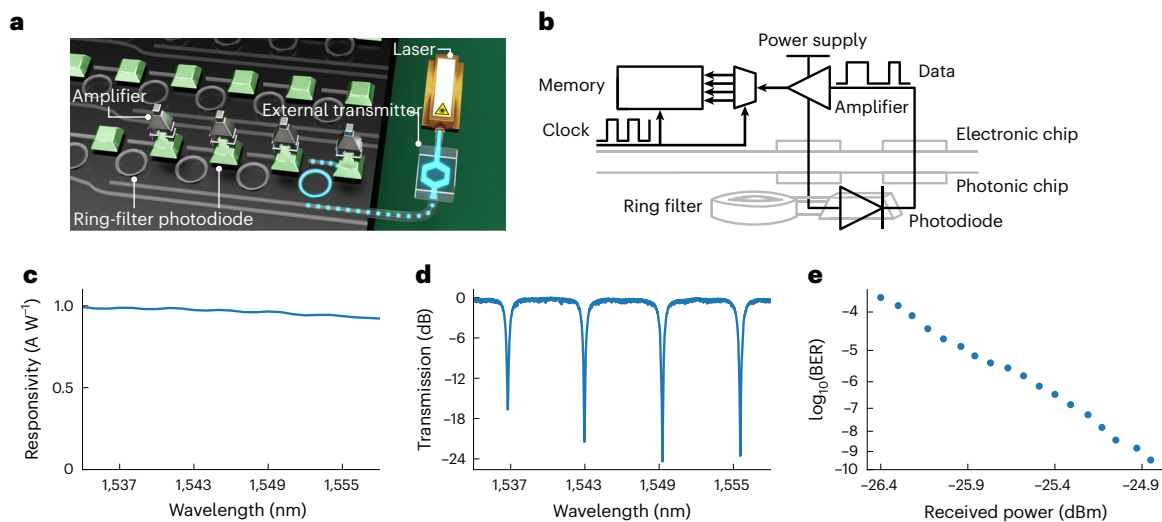 a
Laser
Amplifier
External transmitter
Ring-filter photodiode
b
Power supply
Data
Memory
Amplifier
Clock
Electronic chip
Photonic chip
Ring filter
Photodiode
c
Responsivity (A W⁻¹)
1.0
0.5
0
1,537 1,543 1,549 1,555
Wavelength (nm)
d
Transmission (dB)
0
−6
−12
−18
−24
1,537 1,543 1,549 1,555
Wavelength (nm)
e
log₁₀(BER)
−4
−5
−6
−7
−8
−9
−10
−26.4 −25.9 −25.4 −24.9
Received power (dBm)